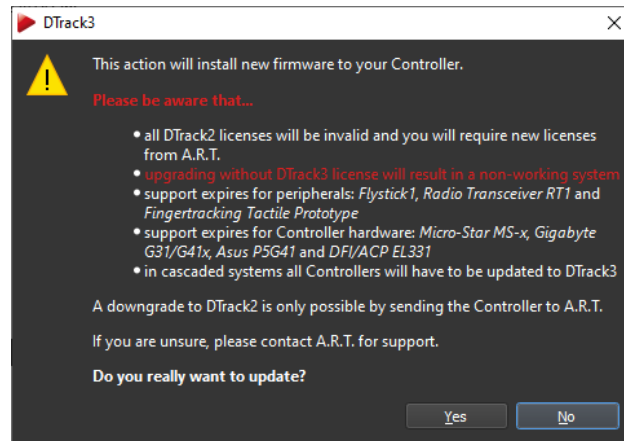 DTrack3
This action will install new firmware to your Controller.
Please be aware that...
• all DTrack2 licenses will be invalid and you will require new licenses
from A.R.T.
• upgrading without DTrack3 license will result in a non-working system
• support expires for peripherals: Flystick1, Radio Transceiver RT1 and
Fingertracking Tactile Prototype
• support expires for Controller hardware: Micro-Star MS-x, Gigabyte
G31/G41x, Asus P5G41 and DFI/ACP EL331
• in cascaded systems all Controllers will have to be updated to DTrack3
A downgrade to DTrack2 is only possible by sending the Controller to A.R.T.
If you are unsure, please contact A.R.T. for support.
Do you really want to update?
Yes
No